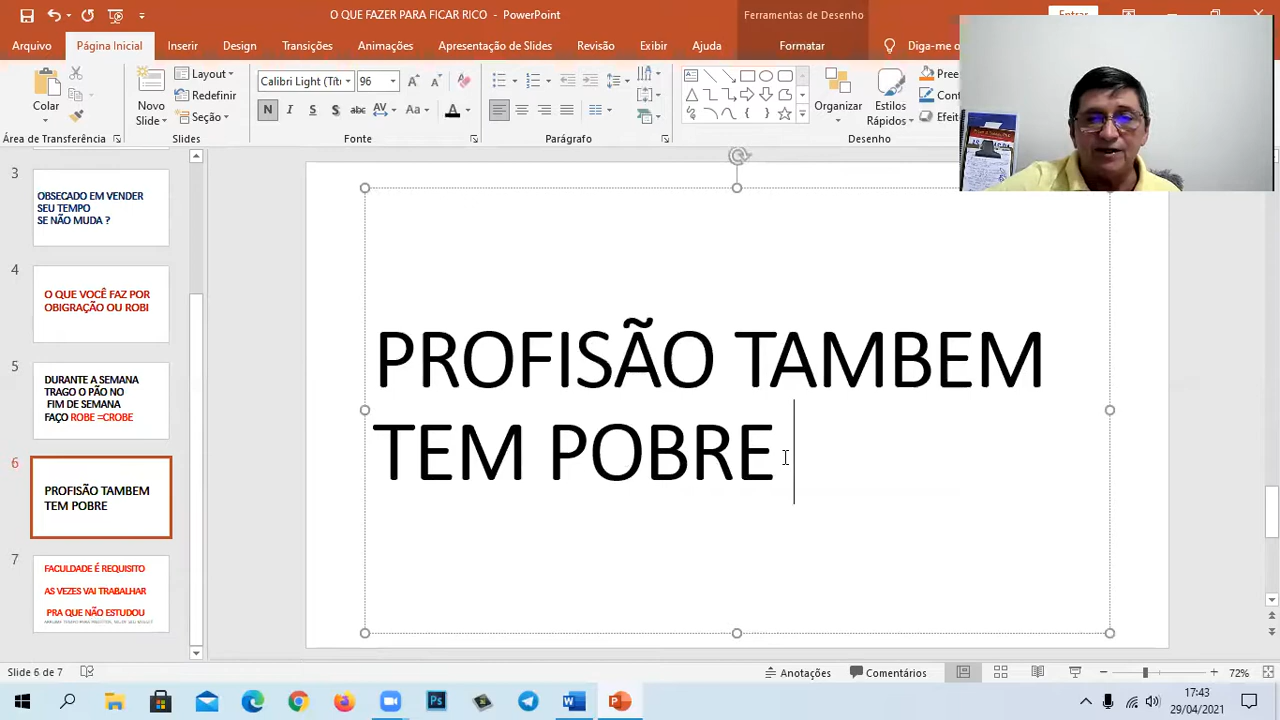 O QUE FAZER PARA FICAR RICO - PowerPoint
Ferramentas de Desenho
Entrar
Arquivo
Página Inicial
Inserir
Design
Transições
Animações
Apresentação de Slides
Revisão
Exibir
Ajuda
Formatar
Diga-me o
Colar
Novo
Slide
Layout
Redefinir
Seção
Calibri Light (Tít
96
N
I
S
S
abc
AV
Aa
A
Organizar
Estilos
Rápidos
Pree
Con
Efeit
Área de Transferência
Slides
Fonte
Parágrafo
Desenho
3
OBSECADO EM VENDER
SEU TEMPO
SE NÃO MUDA ?
4
O QUE VOCÊ FAZ POR
OBIGRAÇÃO OU ROBI
5
DURANTE A SEMANA
TRAGO O PÃO NO
FIM DE SEMANA
FAÇO ROBE =CROBE
6
PROFISÃO TAMBEM
TEM POBRE
7
FACULDADE É REQUISITO
AS VEZES VAI TRABALHAR
PRA QUE NÃO ESTUDOU
PROFISÃO TAMBEM
TEM POBRE
Slide 6 de 7
Anotações
Comentários
72%
17:43
29/04/2021